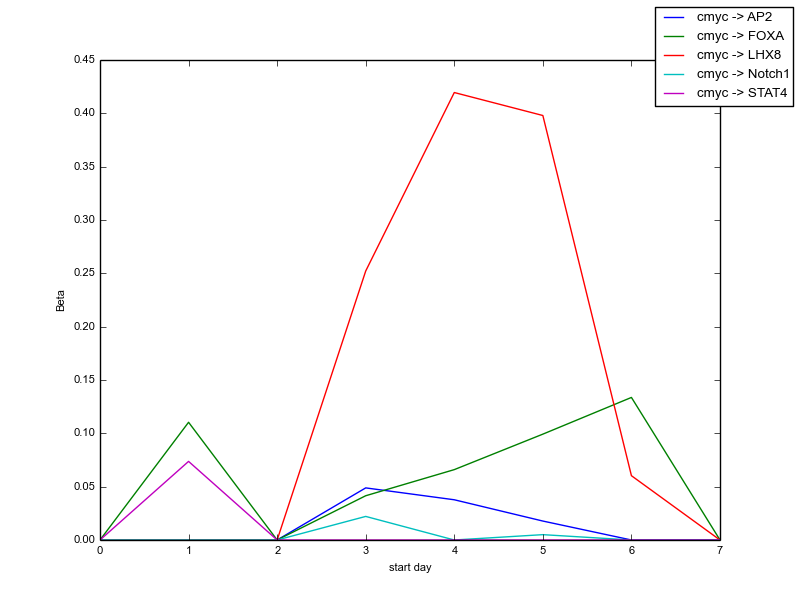 cmyc -> AP2
cmyc -> FOXA
cmyc -> LHX8
cmyc -> Notch1
cmyc -> STAT4
0.45
0.40
0.35
0.30
0.25
0.20
0.15
0.10
0.05
0.00
Beta
0 1 2 3 4 5 6 7
start day